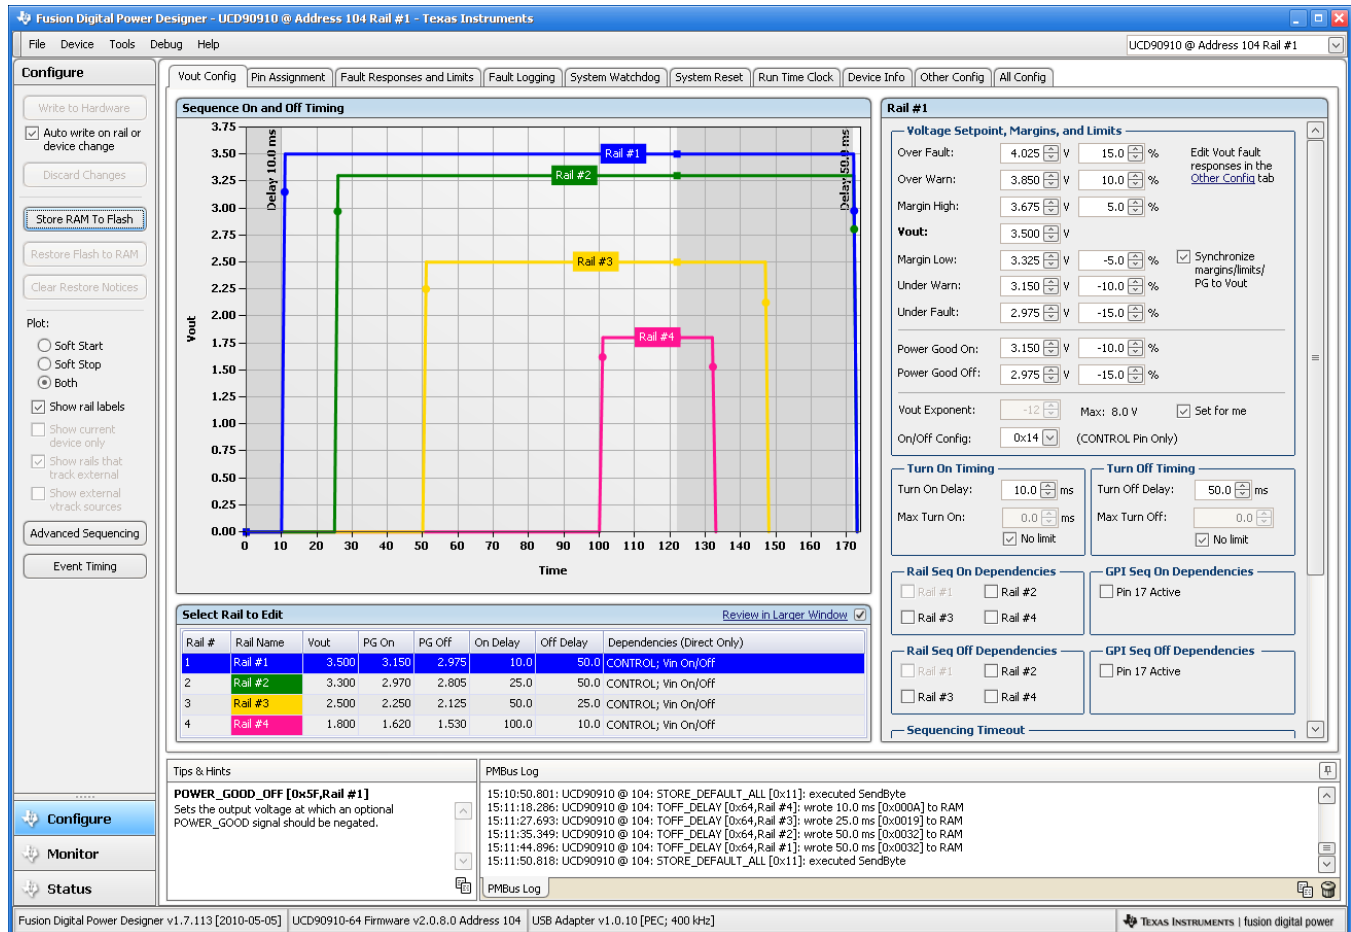 Fusion Digital Power Designer - UCD90910 @ Address 104 Rail #1 - Texas Instruments
File Device Tools Debug Help
UCD90910 @ Address 104 Rail #1
Configure
Write to Hardware
Auto write on rail or
device change
Discard Changes
Store RAM To Flash
Restore Flash to RAM
Clear Restore Notices
Plot:
Soft Start
Soft Stop
Both
Show rail labels
Show current
device only
Show rails that
track external
Show external
vtrack sources
Advanced Sequencing
Event Timing
Configure
Monitor
Status
Vout Config Pin Assignment Fault Responses and Limits Fault Logging System Watchdog System Reset Run Time Clock Device Info Other Config All Config
Sequence On and Off Timing
3.75
3.50
3.25
3.00
2.75
2.50
2.25
2.00
1.75
1.50
1.25
1.00
0.75
0.50
0.25
0.00
Vout
Delay 10.0 ms
Delay 50.0 ms
Rail #1
Rail #2
Rail #3
Rail #4
0 10 20 30 40 50 60 70 80 90 100 110 120 130 140 150 160 170
Time
Select Rail to Edit
Review in Larger Window
Rail # Rail Name Vout PG On PG Off On Delay Off Delay Dependencies (Direct Only)
1 Rail #1 3.500 3.150 2.975 10.0 50.0 CONTROL; Vin On/Off
2 Rail #2 3.300 2.970 2.805 25.0 50.0 CONTROL; Vin On/Off
3 Rail #3 2.500 2.250 2.125 50.0 25.0 CONTROL; Vin On/Off
4 Rail #4 1.800 1.620 1.530 100.0 10.0 CONTROL; Vin On/Off
Rail #1
Voltage Setpoint, Margins, and Limits
Over Fault: 4.025 V 15.0 %
Over Warn: 3.850 V 10.0 %
Margin High: 3.675 V 5.0 %
Vout: 3.500 V
Margin Low: 3.325 V -5.0 %
Under Warn: 3.150 V -10.0 %
Under Fault: 2.975 V -15.0 %
Edit Vout fault
responses in the
Other Config tab
Synchronize
margins/limits/
PG to Vout
Power Good On: 3.150 V -10.0 %
Power Good Off: 2.975 V -15.0 %
Vout Exponent: -12 Max: 8.0 V Set for me
On/Off Config: 0x14 (CONTROL Pin Only)
Turn On Timing
Turn On Delay: 10.0 ms
Max Turn On: 0.0 ms
No limit
Turn Off Timing
Turn Off Delay: 50.0 ms
Max Turn Off: 0.0
No limit
Rail Seq On Dependencies
Rail #1 Rail #2
Rail #3 Rail #4
GPI Seq On Dependencies
Pin 17 Active
Rail Seq Off Dependencies
Rail #1 Rail #2
Rail #3 Rail #4
GPI Seq Off Dependencies
Pin 17 Active
Sequencing Timeout
Tips & Hints
POWER_GOOD_OFF [0x5F,Rail #1]
Sets the output voltage at which an optional
POWER_GOOD signal should be negated.
PMBus Log
15:10:50.801: UCD90910 @ 104: STORE_DEFAULT_ALL [0x11]: executed SendByte
15:11:18.286: UCD90910 @ 104: TOFF_DELAY [0x64,Rail #4]: wrote 10.0 ms [0x000A] to RAM
15:11:27.693: UCD90910 @ 104: TOFF_DELAY [0x64,Rail #3]: wrote 25.0 ms [0x0019] to RAM
15:11:35.349: UCD90910 @ 104: TOFF_DELAY [0x64,Rail #2]: wrote 50.0 ms [0x0032] to RAM
15:11:44.896: UCD90910 @ 104: TOFF_DELAY [0x64,Rail #1]: wrote 50.0 ms [0x0032] to RAM
15:11:50.818: UCD90910 @ 104: STORE_DEFAULT_ALL [0x11]: executed SendByte
PMBus Log
Fusion Digital Power Designer v1.7.113 [2010-05-05] UCD90910-64 Firmware v2.0.8.0 Address 104 USB Adapter v1.0.10 [PEC; 400 kHz] TEXAS INSTRUMENTS | fusion digital power